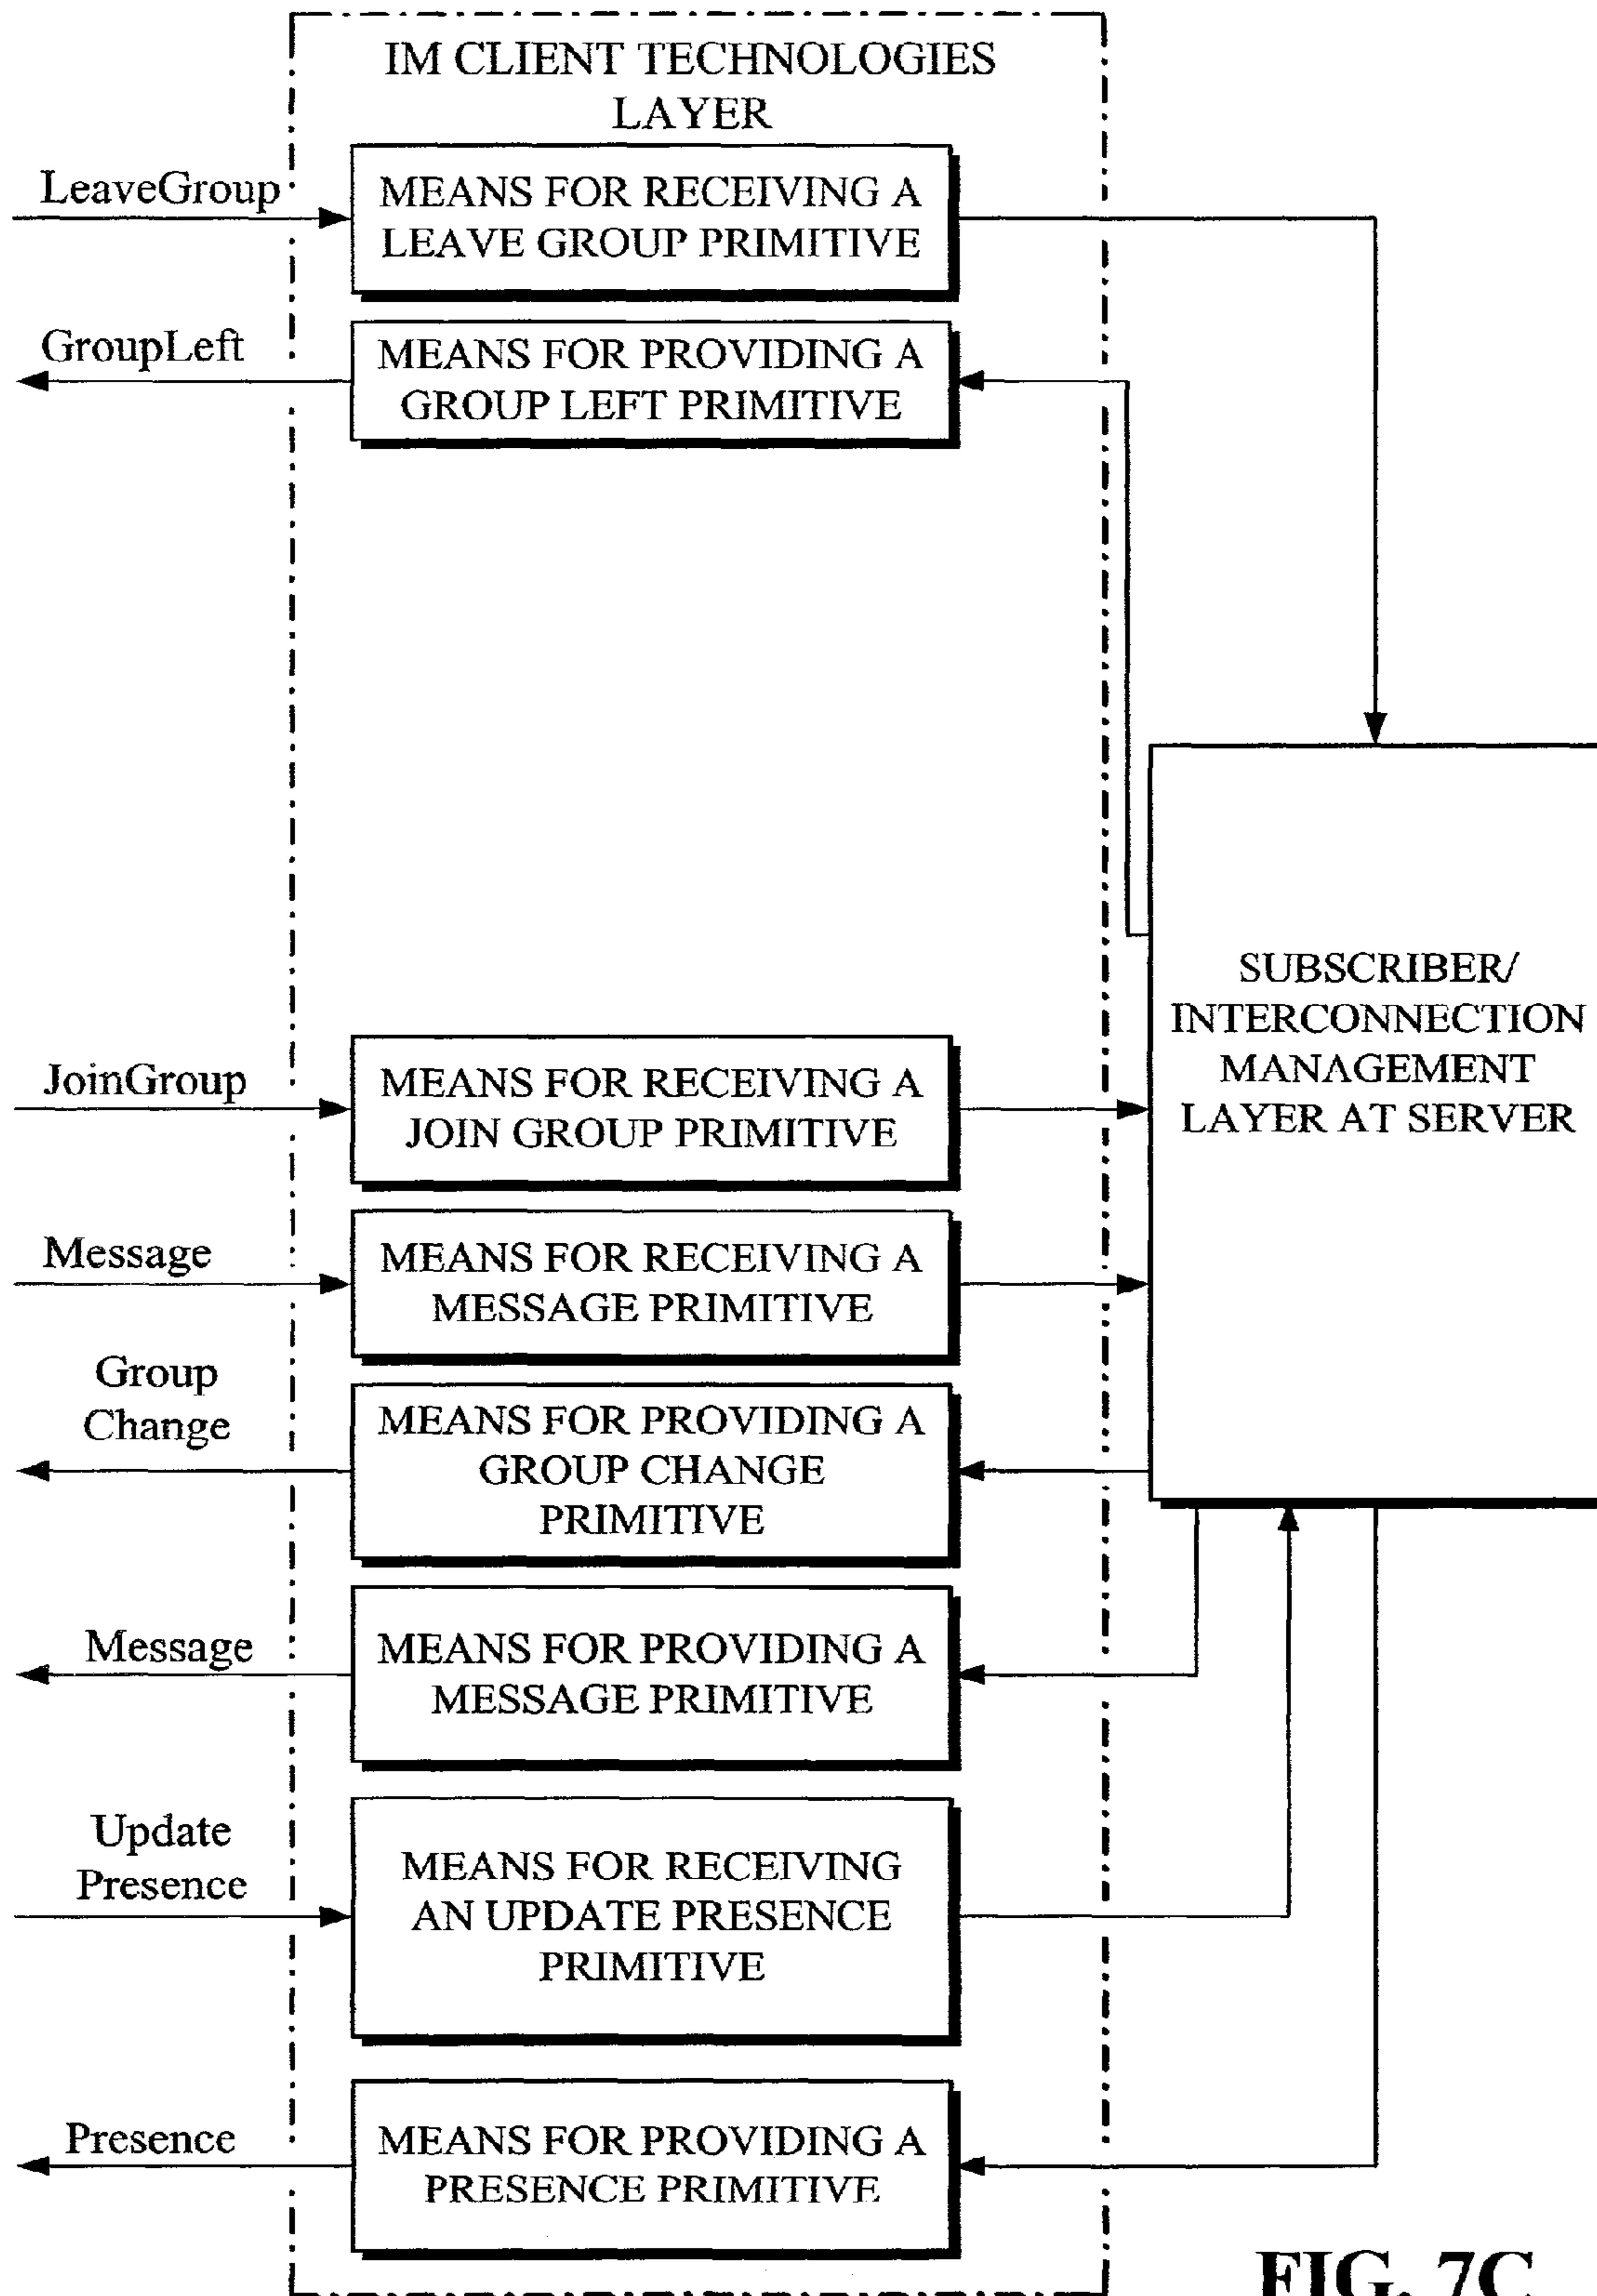 IM CLIENT TECHNOLOGIES
LAYER
LeaveGroup
MEANS FOR RECEIVING A
LEAVE GROUP PRIMITIVE
GroupLeft
MEANS FOR PROVIDING A
GROUP LEFT PRIMITIVE
SUBSCRIBER/
INTERCONNECTION
MANAGEMENT
LAYER AT SERVER
JoinGroup
MEANS FOR RECEIVING A
JOIN GROUP PRIMITIVE
Message
MEANS FOR RECEIVING A
MESSAGE PRIMITIVE
Group
Change
MEANS FOR PROVIDING A
GROUP CHANGE
PRIMITIVE
Message
MEANS FOR PROVIDING A
MESSAGE PRIMITIVE
Update
Presence
MEANS FOR RECEIVING
AN UPDATE PRESENCE
PRIMITIVE
Presence
MEANS FOR PROVIDING A
PRESENCE PRIMITIVE
FIG. 7C